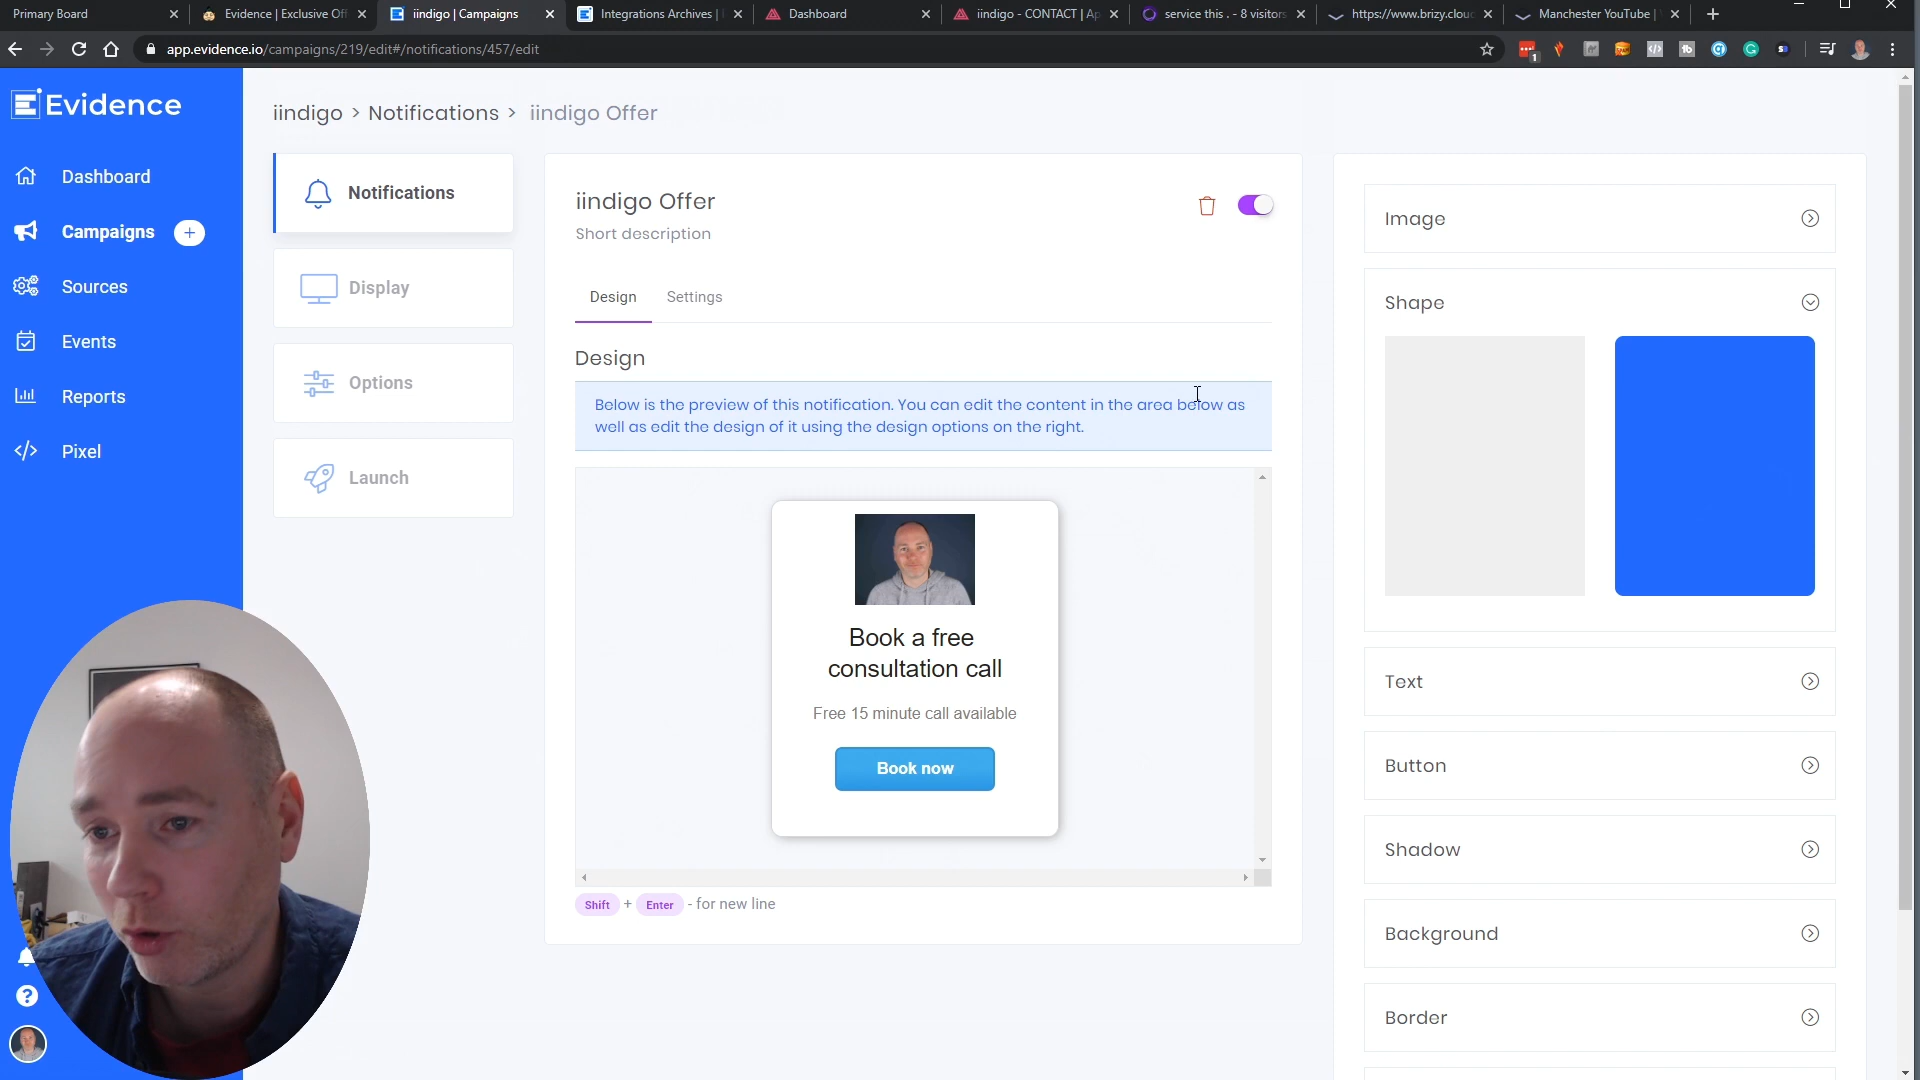 Primary Board
Evidence | Exclusive Off
iindigo | Campaigns
Integrations Archives |
Dashboard
iindigo - CONTACT | Ap
service this . - 8 visitors
https://www.brizy.cloud
Manchester YouTube |
app.evidence.io/campaigns/219/edit#/notifications/457/edit
Evidence
iindigo > Notifications > iindigo Offer
Dashboard
Campaigns +
Sources
Events
Reports
Pixel
Notifications
Display
Options
Launch
iindigo Offer
Short description
Design
Settings
Design
Below is the preview of this notification. You can edit the content in the area below as
well as edit the design of it using the design options on the right.
Book a free
consultation call
Free 15 minute call available
Book now
Shift + Enter - for new line
Image
Shape
Text
Button
Shadow
Background
Border